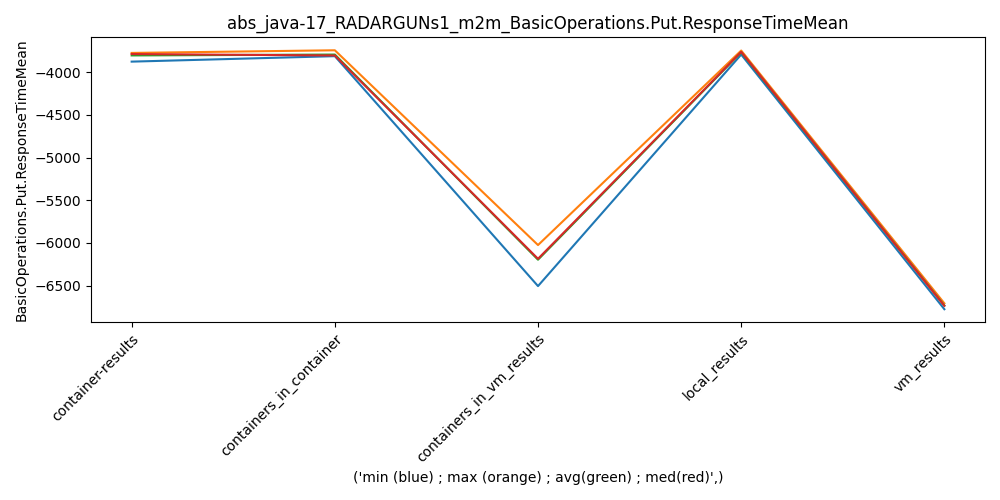 abs_java-17_RADARGUNs1_m2m_BasicOperations.Put.ResponseTimeMean
BasicOperations.Put.ResponseTimeMean
−4000
−4500
−5000
−5500
−6000
−6500
container-results
containers_in_container
containers_in_vm_results
local_results
vm_results
('min (blue) ; max (orange) ; avg(green) ; med(red)',)